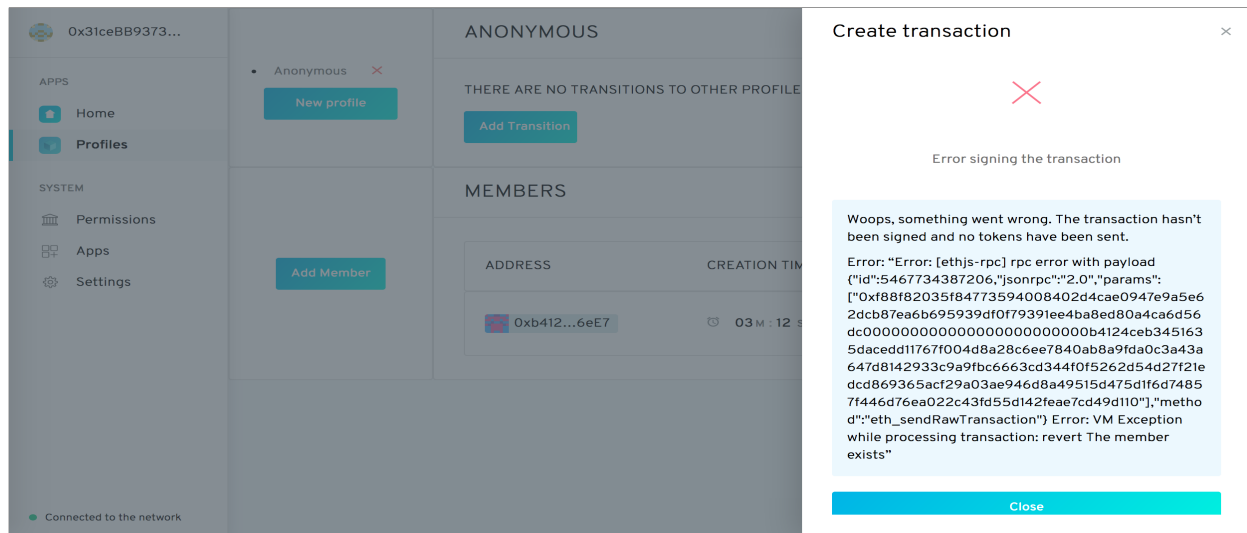 0x31ceBB9373...
APPS
Home
Profiles
SYSTEM
Permissions
Apps
Settings
Connected to the network
Anonymous
New profile
Add Member
ANONYMOUS
THERE ARE NO TRANSITIONS TO OTHER PROFILE
Add Transition
MEMBERS
ADDRESS
CREATION TIM
0xb412...6eE7
03 M : 12 S
Create transaction
Error signing the transaction
Woops, something went wrong. The transaction hasn't
been signed and no tokens have been sent.
Error: “Error: [ethjs-rpc] rpc error with payload
{"id":5467734387206,"jsonrpc":"2.0","params":
["0xf88f82035f84773594008402d4cae0947e9a5e6
2dcb87ea6b695939df0f79391ee4ba8ed80a4ca6d56
dc000000000000000000000000b4124ceb345163
5dacedd11767f004d8a28c6ee7840ab8a9fda0c3a43a
647d8142933c9a9fbc6663cd344f0f5262d54d27f21e
dcd869365acf29a03ae946d8a49515d475d1f6d74857
7f446d76ea022c43fd55d142feae7cd49d110"],"metho
d":"eth_sendRawTransaction"} Error: VM Exception
while processing transaction: revert The member
exists”
Close